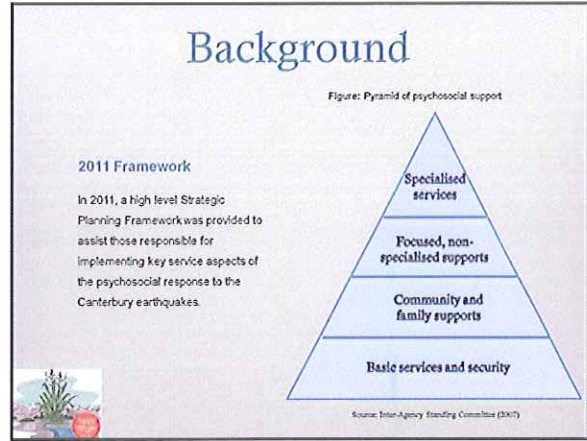 Background
Figure: Pyramid of psychosocial support
2011 Framework
In 2011, a high level Strategic
Planning Framework was provided to
assist those responsible for
implementing key service aspects of
the psychosocial response to the
Canterbury earthquakes.
Specialised
services
Focused, non-
specialised supports
Community and
family supports
Basic services and security
Source: Inter-Agency Standing Committee (2007)